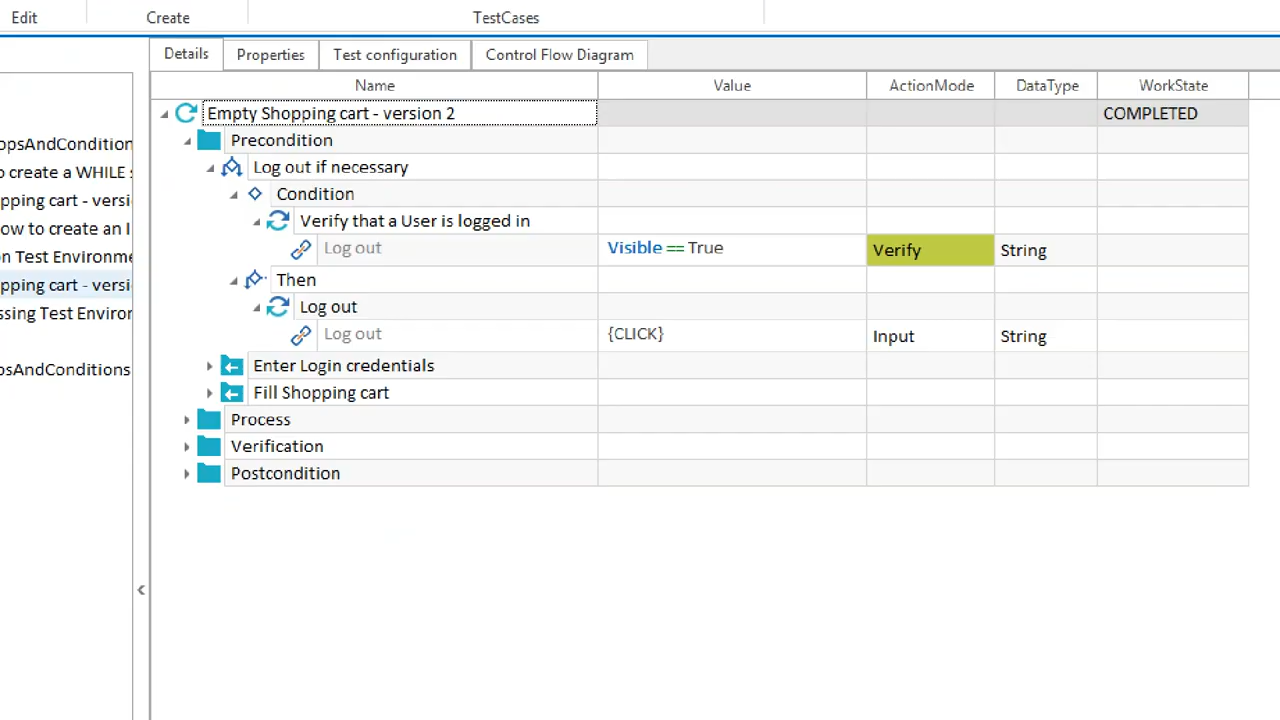 Edit Create TestCases
Details Properties Test configuration Control Flow Diagram
Name Value ActionMode DataType WorkState
Empty Shopping cart - version 2 COMPLETED
Precondition
opsAndCondition
Log out if necessary
o create a WHILE
Condition
pping cart - versi
Verify that a User is logged in
ow to create an I
Log out Visible == True Verify String
on Test Environme
Then
pping cart - versi
Log out
ssing Test Environ
Log out {CLICK} Input String
Enter Login credentials
psAndConditions
Fill Shopping cart
Process
Verification
Postcondition